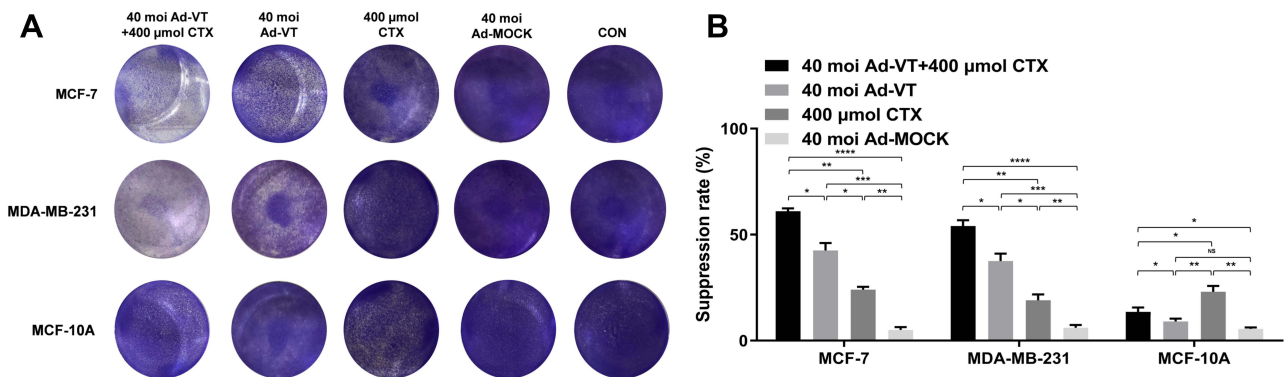 A
40 moi Ad-VT
+400 μmol CTX
40 moi
Ad-VT
400 μmol
CTX
40 moi
Ad-MOCK
CON
MCF-7
MDA-MB-231
MCF-10A
B
40 moi Ad-VT+400 μmol CTX
40 moi Ad-VT
400 μmol CTX
40 moi Ad-MOCK
Suppression rate (%)
100
50
0
****
**
***
* * **
****
**
***
* * **
*
*
NS
* ** **
MCF-7 MDA-MB-231 MCF-10A